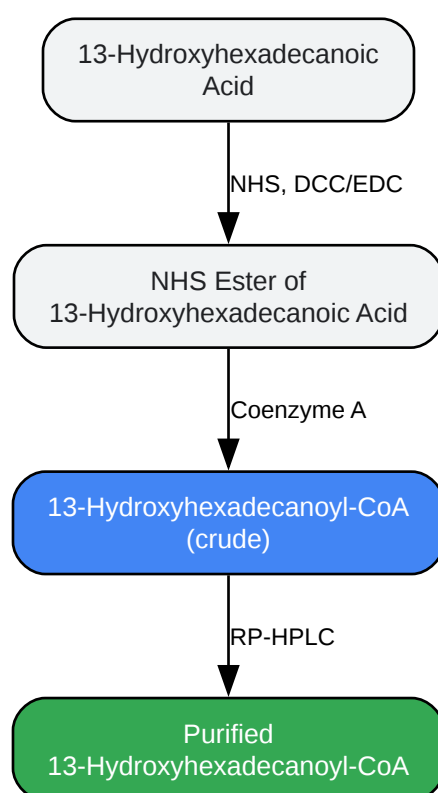 13-Hydroxyhexadecanoic
Acid
NHS, DCC/EDC
NHS Ester of
13-Hydroxyhexadecanoic Acid
Coenzyme A
13-Hydroxyhexadecanoyl-CoA
(crude)
RP-HPLC
Purified
13-Hydroxyhexadecanoyl-CoA